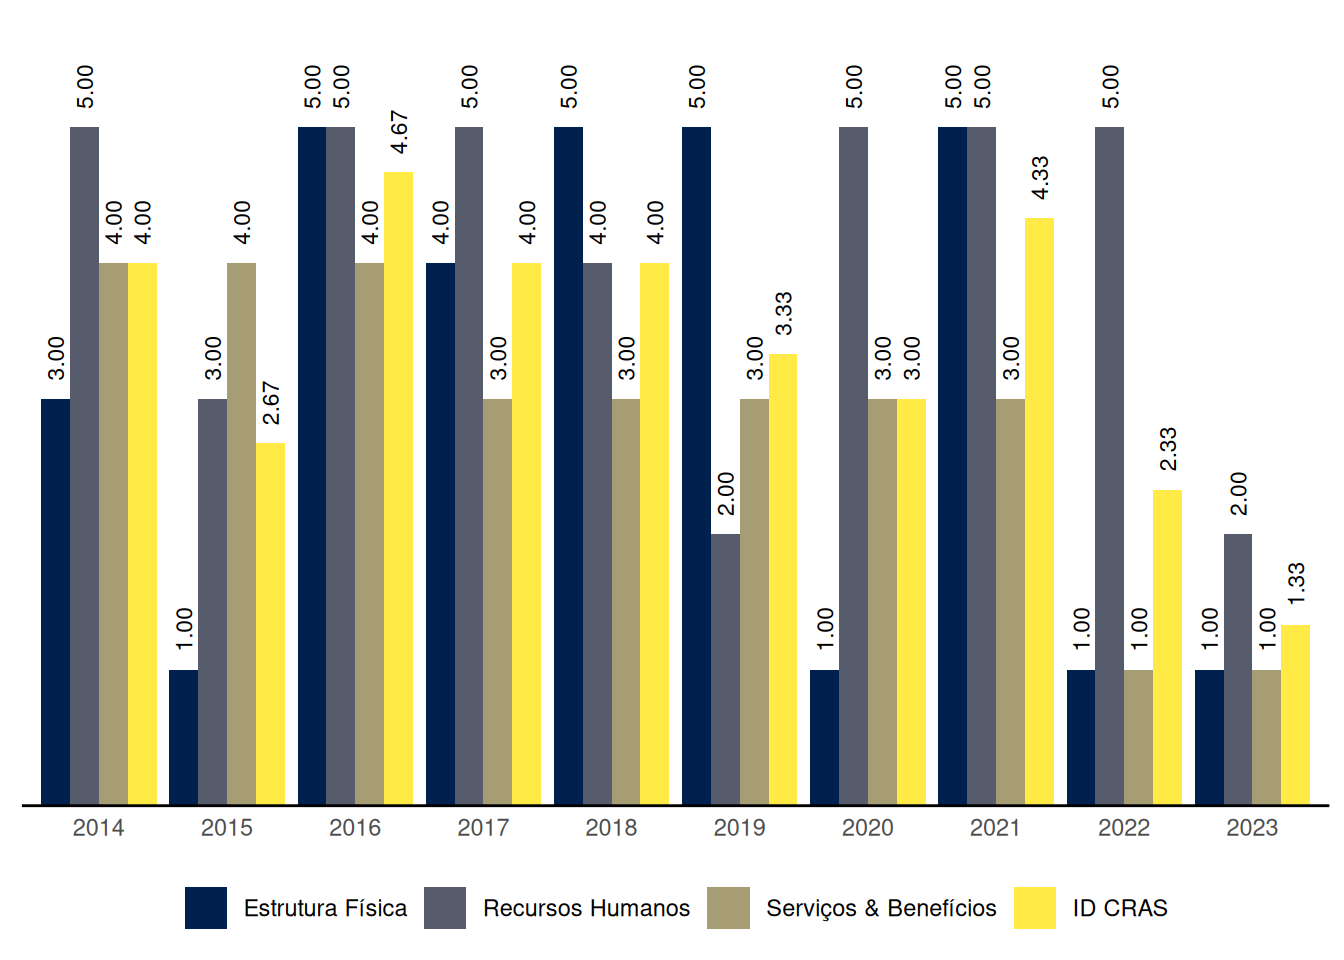 5.00 5.00 5.00 5.00 5.00 5.00 5.00 5.00 5.00 5.00
4.67
4.33
4.00 4.00 4.00 4.00 4.00 4.00 4.00 4.00
3.33
3.00 3.00 3.00 3.00 3.00 3.00 3.00 3.00
2.67
2.33
2.00 2.00
1.33
1.00 1.00 1.00 1.00 1.00 1.00
2014 2015 2016 2017 2018 2019 2020 2021 2022 2023
Estrutura Física Recursos Humanos Serviços & Benefícios ID CRAS